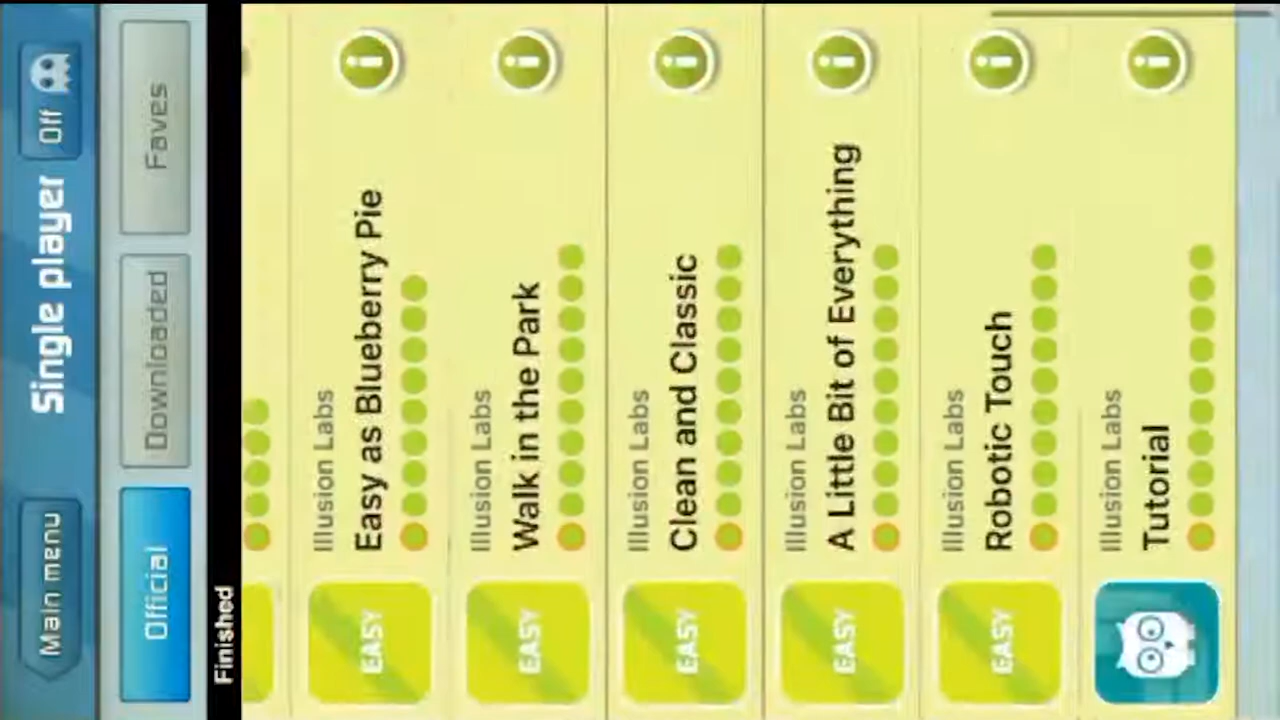 Main menu
Single player
Off
Official
Downloaded
Faves
Finished
Illusion Labs
Easy as Blueberry Pie
EASY
Illusion Labs
Walk in the Park
EASY
Illusion Labs
Clean and Classic
EASY
Illusion Labs
A Little Bit of Everything
EASY
Illusion Labs
Robotic Touch
EASY
Illusion Labs
Tutorial